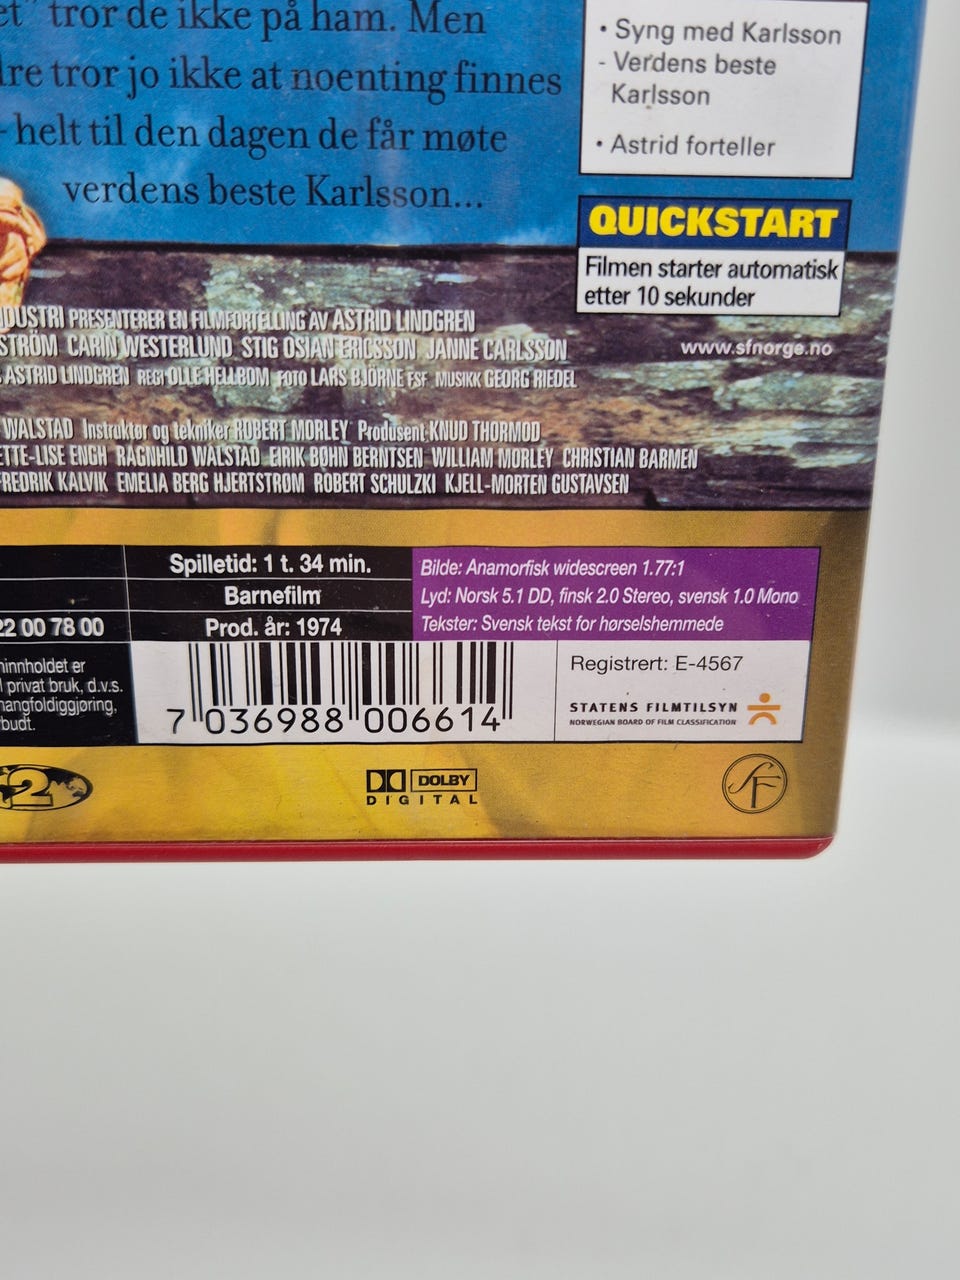 et" tror de ikke på ham. Men
dre tror jo ikke at noenting finnes
- helt til den dagen de får møte
verdens beste Karlsson...
• Syng med Karlsson
- Verdens beste
Karlsson
• Astrid forteller
QUICKSTART
Filmen starter automatisk
etter 10 sekunder
www.sfnorge.no
DUSTRI PRESENTERER EN FILMFORTELLING AV ASTRID LINDGREN
STRÖM CARIN WESTERLUND STIG OSIAN ERICSSON JANNE CARLSSON
ASTRID LINDGREN REGI OLLE HELLBOM FOTO LARS BJÖRNE FSF MUSIKK GEORG RIEDEL
WALSTAD Instruktør og tekniker ROBERT MORLEY Produsent KNUD THORMOD
ETTE-LISE ENGH RAGNHILD WALSTAD EIRIK BOHN BERNTSEN WILLIAM MORLEY CHRISTIAN BARMEN
FREDRIK KALVIK EMELIA BERG HJERTSTRØM ROBERT SCHULZKI KJELL-MORTEN GUSTAVSEN
Spilletid: 1 t. 34 min.
Barnefilm
22 00 78 00
Prod. år: 1974
Bilde: Anamorfisk widescreen 1.77:1
Lyd: Norsk 5.1 DD, finsk 2.0 Stereo, svensk 1.0 Mono
Tekster: Svensk tekst for hørselshemmede
ninnholdet er
l privat bruk, d.v.s.
mangfoldiggjøring,
budt.
7 036988 006614
Registrert: E-4567
STATENS FILMTILSYN
NORWEGIAN BOARD OF FILM CLASSIFICATION
2
DOLBY
DIGITAL
SF